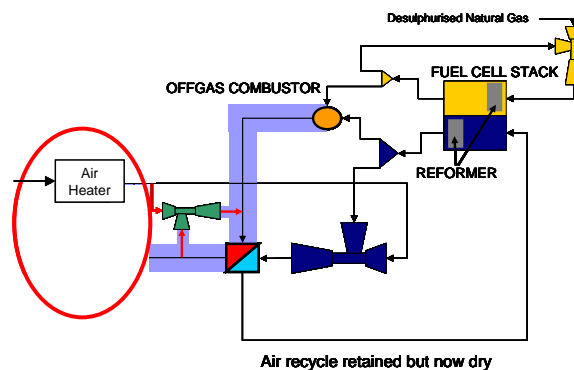 Desulphurised Natural Gas
FUEL CELL STACK
OFFGAS COMBUSTOR
REFORMER
Air
Heater
Air recycle retained but now dry